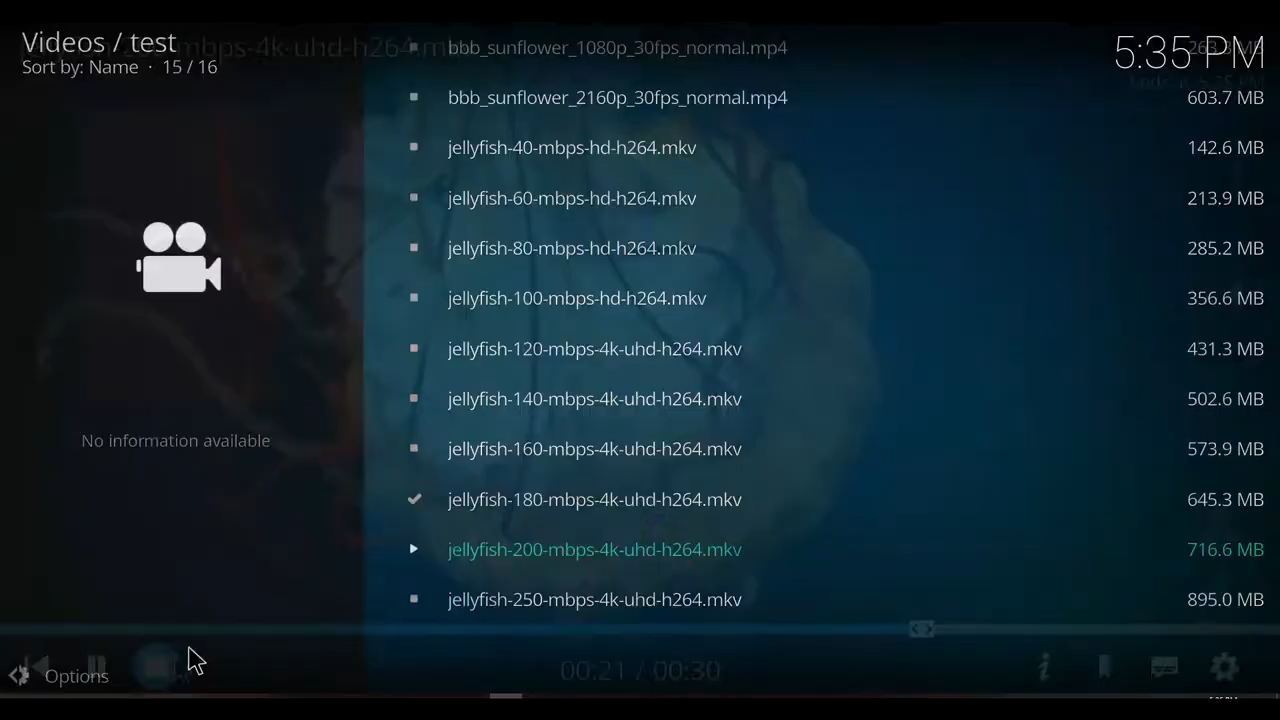 Videos / test
Sort by: Name · 15 / 16
5:35 PM
bbb_sunflower_1080p_30fps_normal.mp4
bbb_sunflower_2160p_30fps_normal.mp4 603.7 MB
jellyfish-40-mbps-hd-h264.mkv 142.6 MB
jellyfish-60-mbps-hd-h264.mkv 213.9 MB
jellyfish-80-mbps-hd-h264.mkv 285.2 MB
jellyfish-100-mbps-hd-h264.mkv 356.6 MB
jellyfish-120-mbps-4k-uhd-h264.mkv 431.3 MB
jellyfish-140-mbps-4k-uhd-h264.mkv 502.6 MB
jellyfish-160-mbps-4k-uhd-h264.mkv 573.9 MB
jellyfish-180-mbps-4k-uhd-h264.mkv 645.3 MB
jellyfish-200-mbps-4k-uhd-h264.mkv 716.6 MB
jellyfish-250-mbps-4k-uhd-h264.mkv 895.0 MB
No information available
Options
00:21 / 00:30